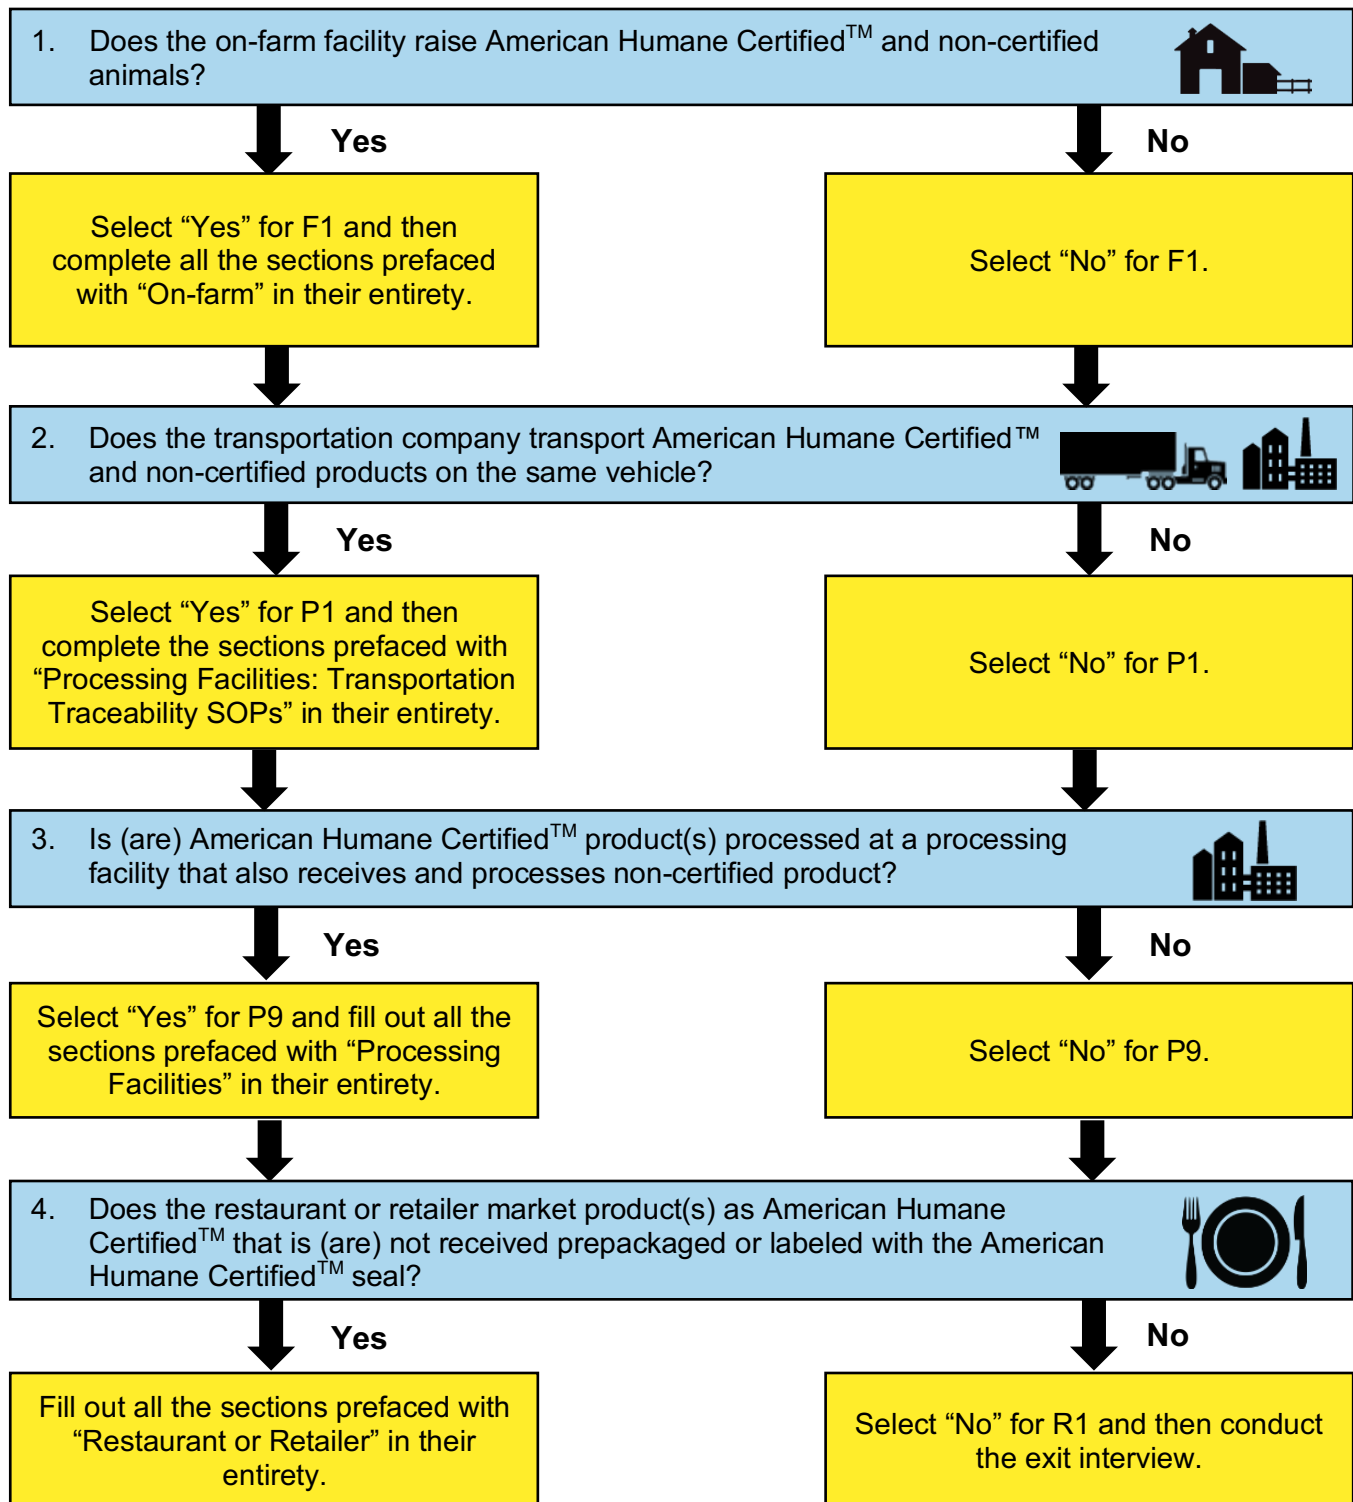 1. Does the on-farm facility raise American Humane Certified™ and non-certified
animals?
Yes
No
Select “Yes” for F1 and then
complete all the sections prefaced
with “On-farm” in their entirety.
Select “No” for F1.
2. Does the transportation company transport American Humane Certified™
and non-certified products on the same vehicle?
Yes
No
Select “Yes” for P1 and then
complete the sections prefaced with
“Processing Facilities: Transportation
Traceability SOPs” in their entirety.
Select “No” for P1.
3. Is (are) American Humane Certified™ product(s) processed at a processing
facility that also receives and processes non-certified product?
Yes
No
Select “Yes” for P9 and fill out all the
sections prefaced with “Processing
Facilities” in their entirety.
Select “No” for P9.
4. Does the restaurant or retailer market product(s) as American Humane
Certified™ that is (are) not received prepackaged or labeled with the American
Humane Certified™ seal?
Yes
No
Fill out all the sections prefaced with
“Restaurant or Retailer” in their
entirety.
Select “No” for R1 and then conduct
the exit interview.